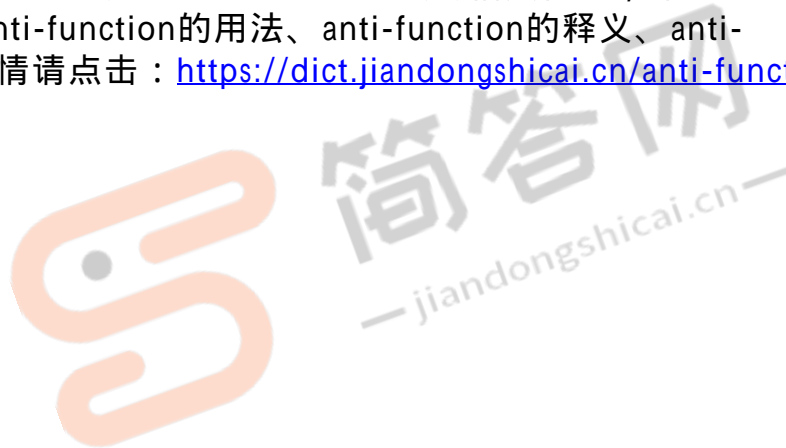 nti-function的用法、anti-function的释义、anti-
情请点击：https://dict.jiandongshicai.cn/anti-funct
简答网
jiandongshicai.cn